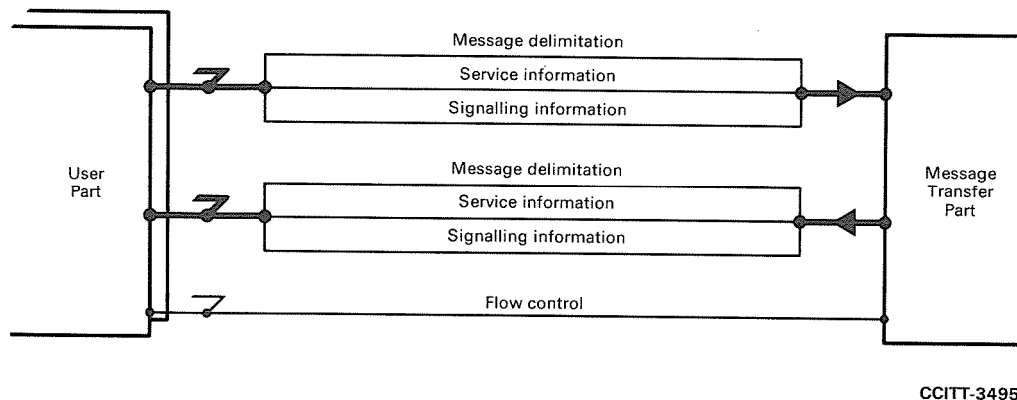 Message delimitation
Service information
Signalling information
User
Part
Message
Transfer
Part
Message delimitation
Service information
Signalling information
Flow control
CCITT-3495